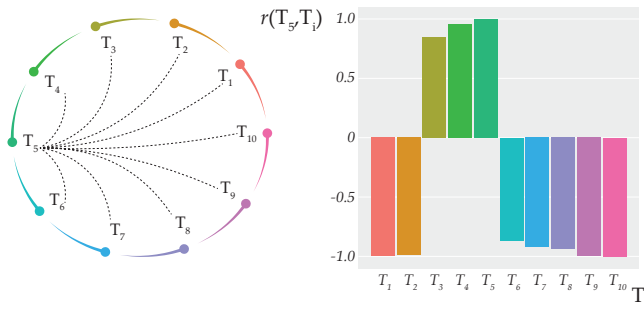 r(T₅,Tᵢ)
T₃
T₂
T₁
T₄
T₅
T₁₀
T₉
T₆
T₈
T₇
1.0
0.5
0
-0.5
-1.0
T₁ T₂ T₃ T₄ T₅ T₆ T₇ T₈ T₉ T₁₀
T